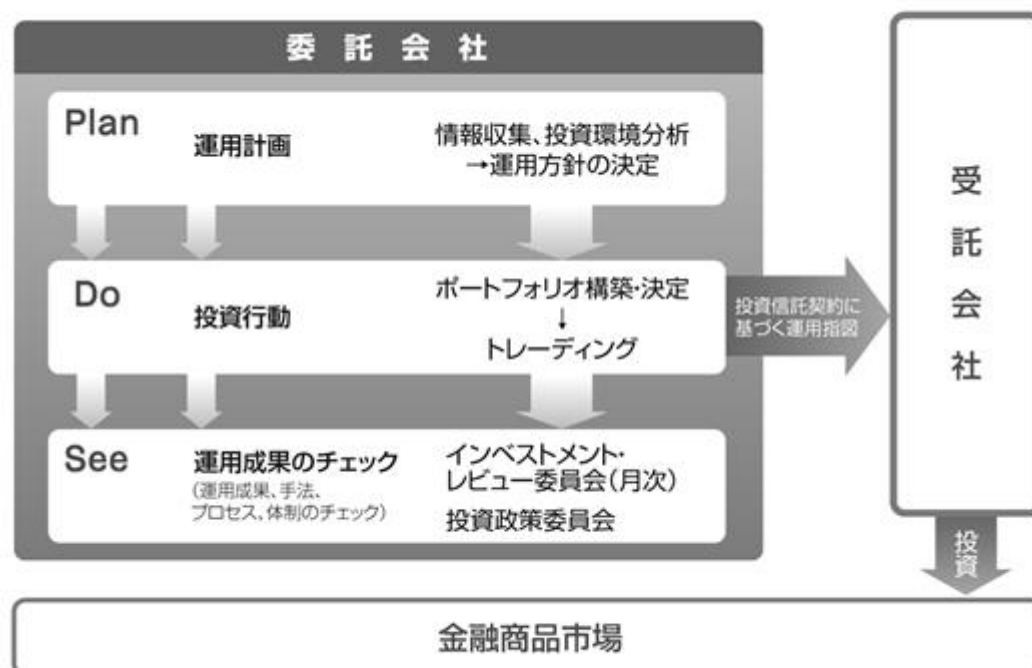 委託会社
Plan
運用計画
情報収集、投資環境分析
→運用方針の決定
Do
投資行動
ポートフォリオ構築・決定
↓
トレーディング
投資信託契約に
基づく運用指図
See
運用成果のチェック
(運用成果、手法、
プロセス、体制のチェック)
インベストメント・
レビュー委員会(月次)
投資政策委員会
受託会社
投資
金融商品市場